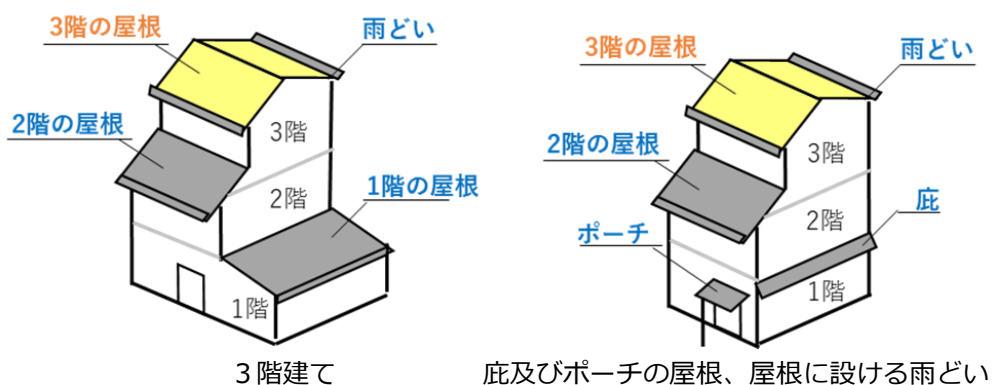 3階の屋根
雨どい
2階の屋根
3階
2階
1階の屋根
1階
3階建て
3階の屋根
雨どい
2階の屋根
3階
庇
ポーチ
2階
1階
庇及びポーチの屋根、屋根に設ける雨どい